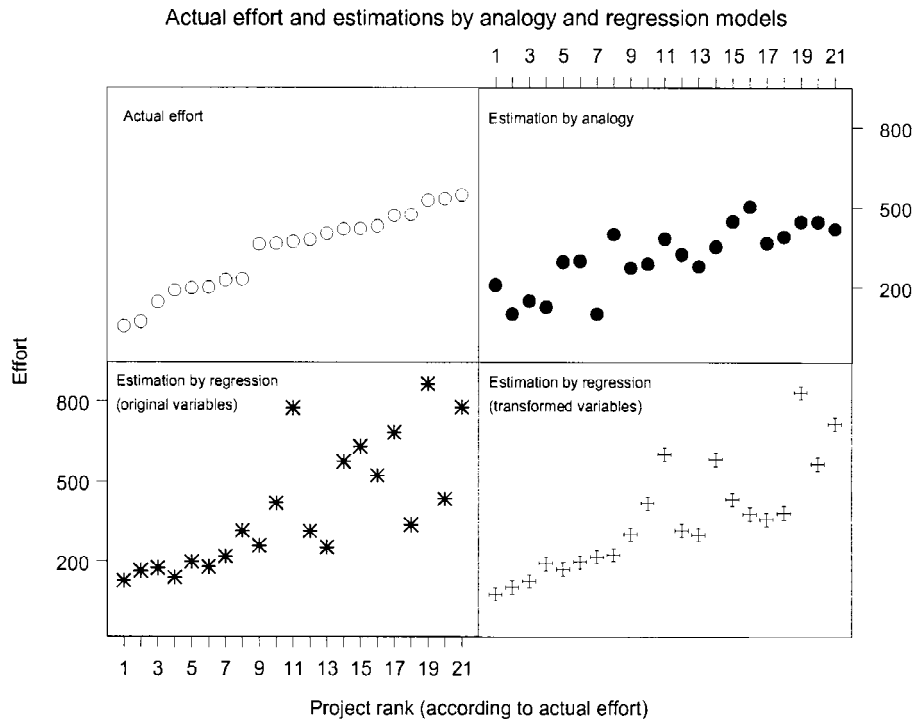 Actual effort and estimations by analogy and regression models
1 3 5 7 9 11 13 15 17 19 21
Actual effort
Estimation by analogy
800
500
200
Effort
Estimation by regression
(original variables)
Estimation by regression
(transformed variables)
800
500
200
1 3 5 7 9 11 13 15 17 19 21
Project rank (according to actual effort)